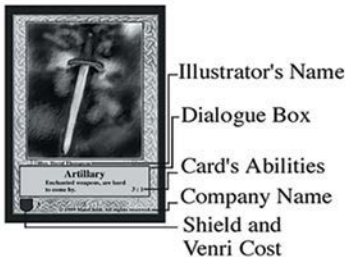 Illustrator's Name
Dialogue Box
Artillary
Enchanted weapons, are hard
to come by.
Card's Abilities
Company Name
Shield and
Venri Cost